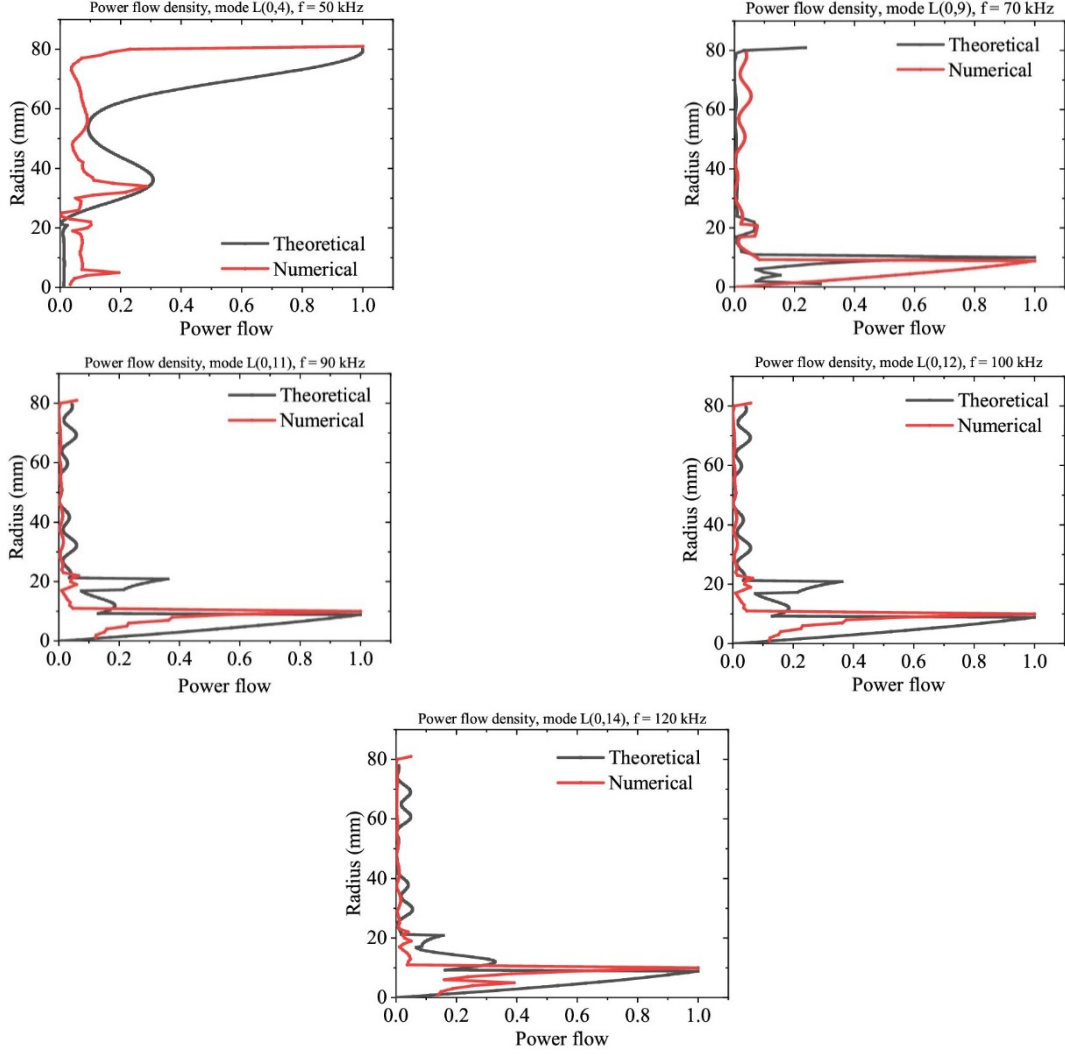 Power flow density, mode L(0,4), f = 50 kHz
Radius (mm)
80
60
40
20
0
Theoretical
Numerical
0.0 0.2 0.4 0.6 0.8 1.0
Power flow
Power flow density, mode L(0,9), f = 70 kHz
Radius (mm)
80
60
40
20
0
Theoretical
Numerical
0.0 0.2 0.4 0.6 0.8 1.0
Power flow
Power flow density, mode L(0,11), f = 90 kHz
Radius (mm)
80
60
40
20
0
Theoretical
Numerical
0.0 0.2 0.4 0.6 0.8 1.0
Power flow
Power flow density, mode L(0,12), f = 100 kHz
Radius (mm)
80
60
40
20
0
Theoretical
Numerical
0.0 0.2 0.4 0.6 0.8 1.0
Power flow
Power flow density, mode L(0,14), f = 120 kHz
Radius (mm)
80
60
40
20
0
Theoretical
Numerical
0.0 0.2 0.4 0.6 0.8 1.0
Power flow